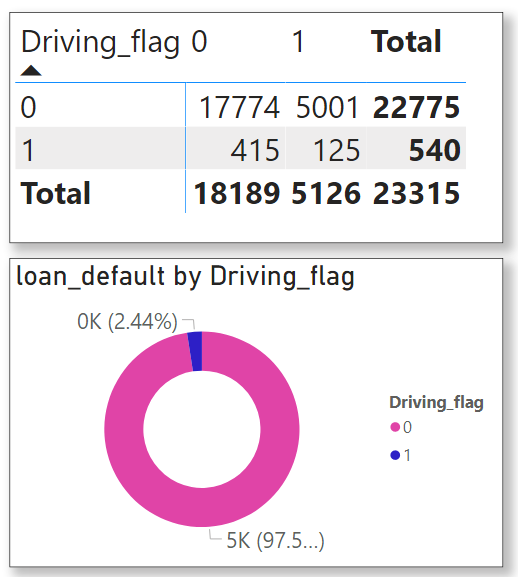 Driving_flag 0 1 Total
0 17774 5001 22775
1 415 125 540
Total 18189 5126 23315
loan_default by Driving_flag
0K (2.44%)
Driving_flag
0
1
5K (97.5...)